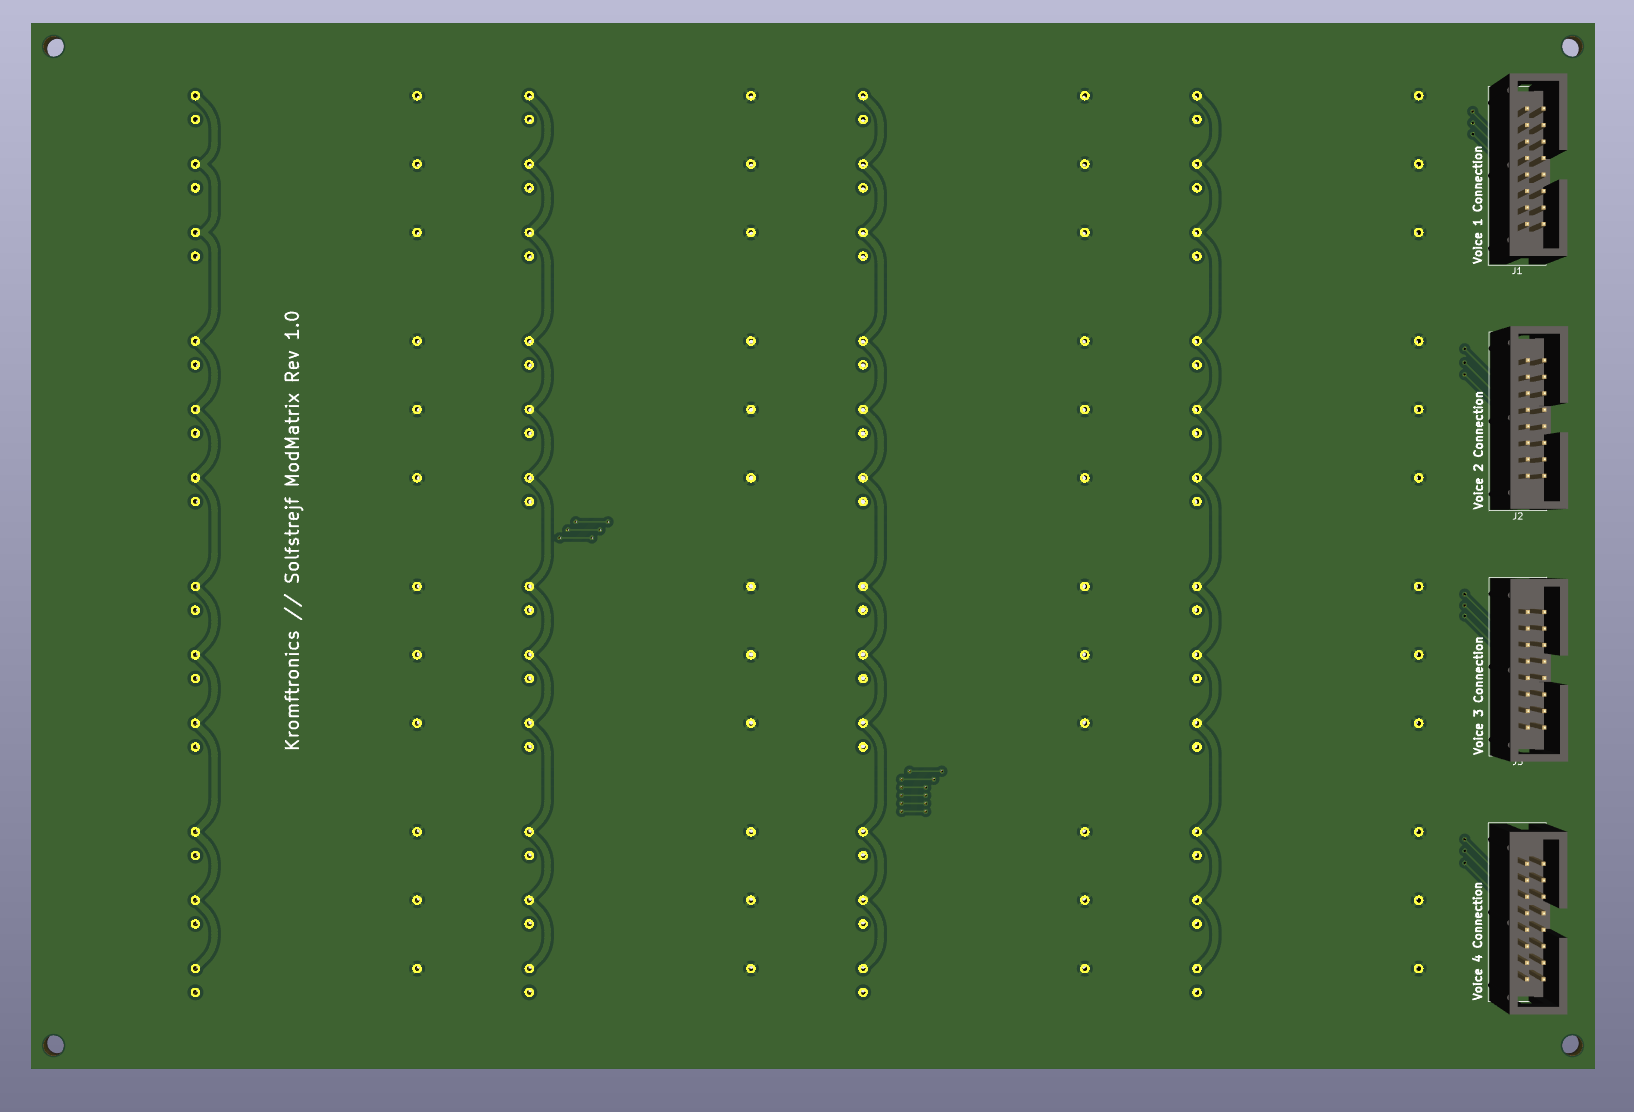 Kromftronics // Solfstrejf ModMatrix Rev 1.0
Voice 1 Connection
J1
Voice 2 Connection
J2
Voice 3 Connection
J3
Voice 4 Connection